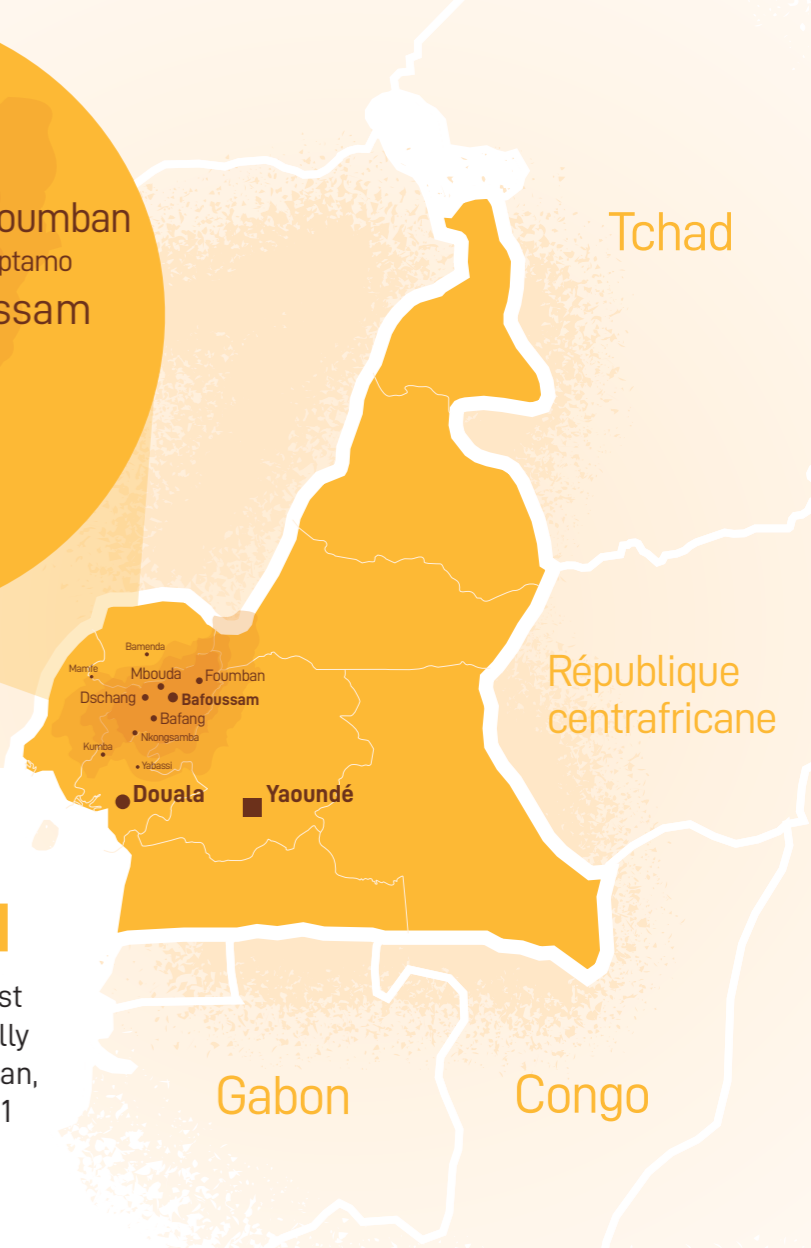 oumban
ptamo
ssam
Tchad
République
centrafricane
Bamenda
Mamfe
Mbouda
Foumban
Dschang
Bafoussam
Bafang
Nkongsamba
Kumba
Yabassi
Douala
Yaoundé
st
lly
an,
1
Gabon
Congo